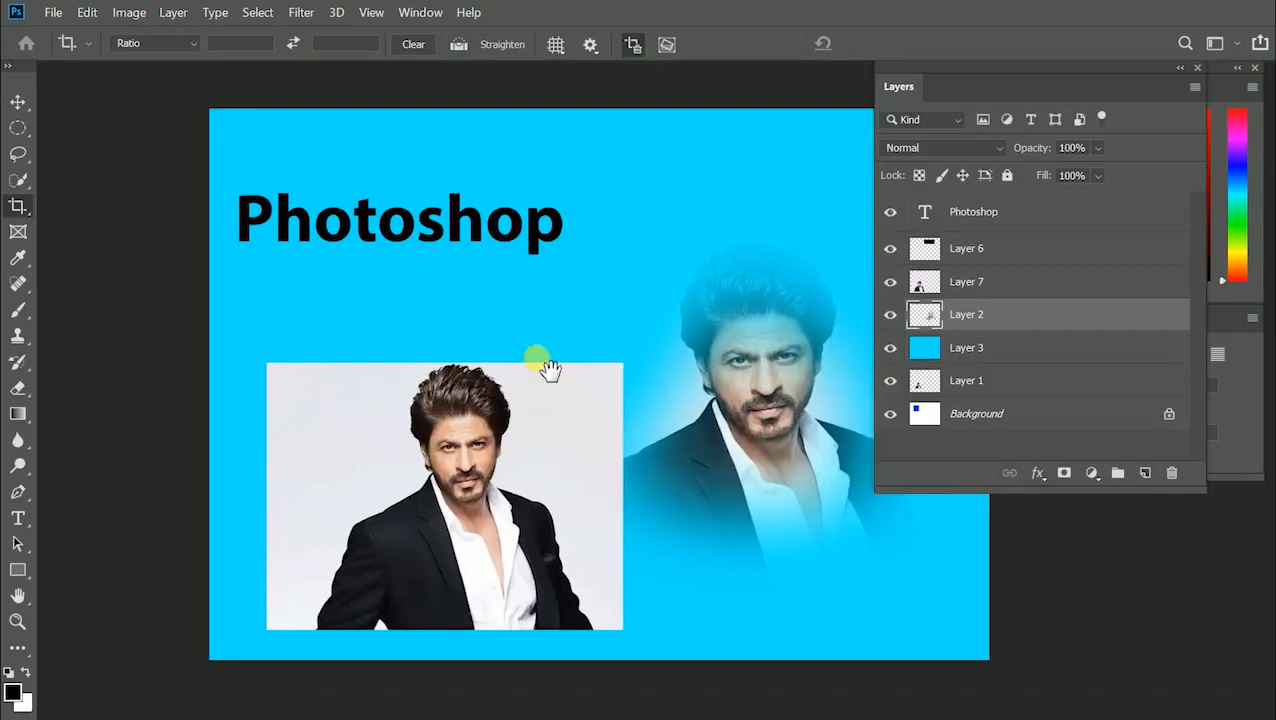 Ps File Edit Image Layer Type Select Filter 3D View Window Help
Ratio Clear Straighten
Layers
Kind
Normal Opacity: 100%
Lock: Fill: 100%
Photoshop
Layer 6
Layer 7
Layer 2
Layer 3
Layer 1
Background
Photoshop